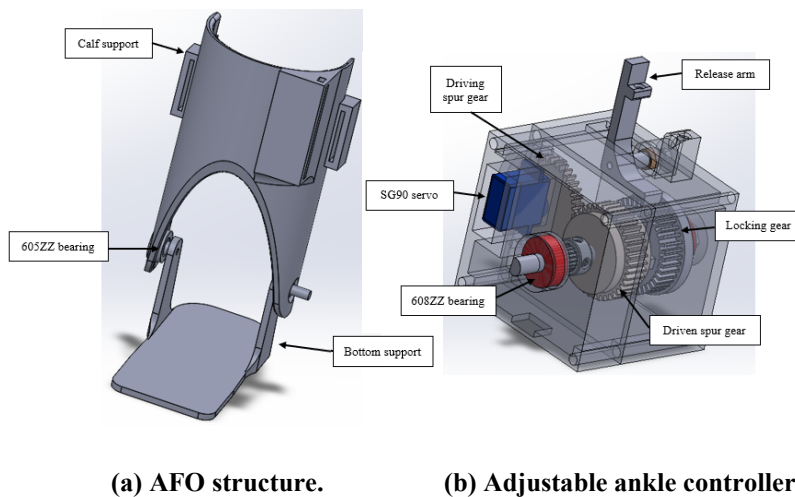 Calf support
605ZZ bearing
Bottom support
Driving
spur gear
Release arm
SG90 servo
Locking gear
608ZZ bearing
Driven spur gear
(a) AFO structure.
(b) Adjustable ankle controller